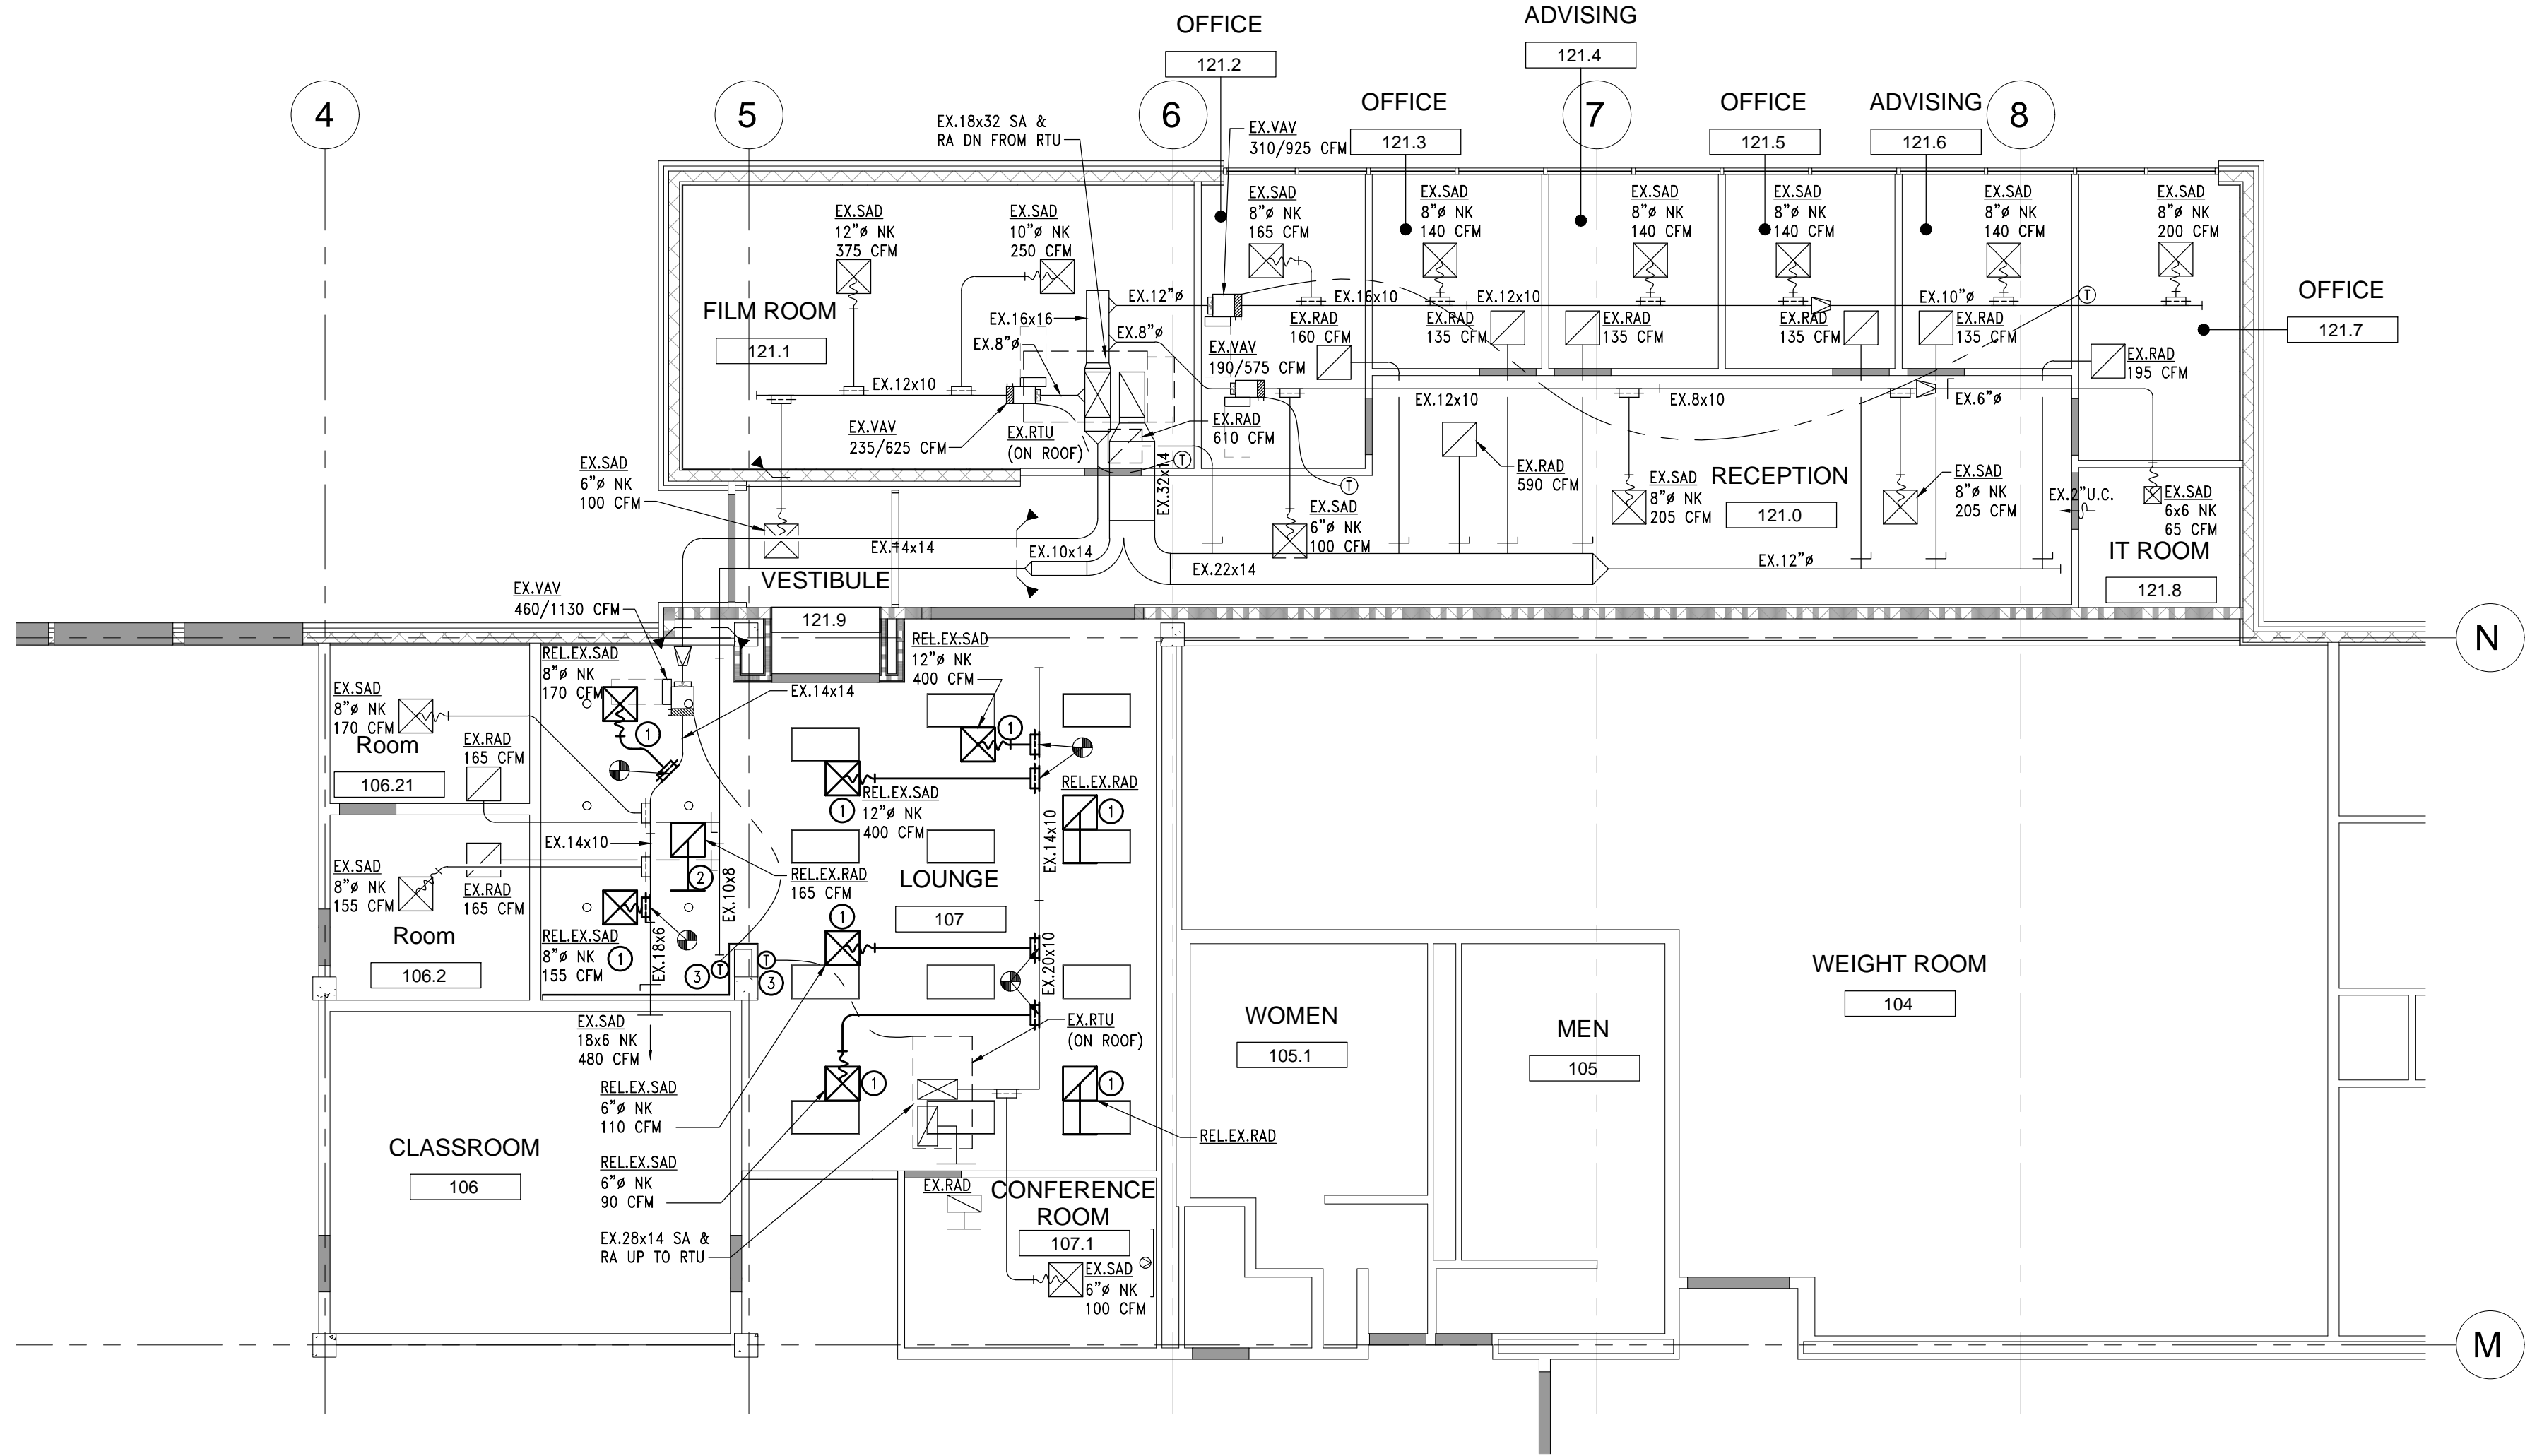 OFFICE
121.2
ADVISING
121.4
4
5
6
7
8
EX.18x32 SA &
RA DN FROM RTU
EX.VAV
310/925 CFM
OFFICE
121.3
OFFICE
121.5
ADVISING
121.6
EX.SAD
12"ø NK
375 CFM
EX.SAD
10"ø NK
250 CFM
EX.SAD
8"ø NK
165 CFM
EX.SAD
8"ø NK
140 CFM
EX.SAD
8"ø NK
140 CFM
EX.SAD
8"ø NK
140 CFM
EX.SAD
8"ø NK
140 CFM
EX.SAD
8"ø NK
200 CFM
FILM ROOM
121.1
EX.16x16
EX.8"ø
EX.12"ø
EX.8"ø
EX.16x10
EX.12x10
EX.10"ø
T
OFFICE
121.7
EX.RAD
160 CFM
EX.RAD
135 CFM
EX.RAD
135 CFM
EX.RAD
135 CFM
EX.RAD
135 CFM
EX.RAD
195 CFM
EX.VAV
190/575 CFM
EX.12x10
EX.12x10
EX.8x10
EX.6"ø
EX.VAV
235/625 CFM
EX.RTU
(ON ROOF)
EX.RAD
610 CFM
T
EX.32x14
T
EX.RAD
590 CFM
RECEPTION
121.0
EX.SAD
6"ø NK
100 CFM
EX.SAD
6"ø NK
100 CFM
EX.SAD
8"ø NK
205 CFM
EX.SAD
8"ø NK
205 CFM
EX.2"U.C.
EX.SAD
6x6 NK
65 CFM
IT ROOM
121.8
EX.14x14
EX.10x14
EX.22x14
EX.12"ø
VESTIBULE
121.9
EX.VAV
460/1130 CFM
N
REL.EX.SAD
8"ø NK
170 CFM
1
EX.14x14
REL.EX.SAD
12"ø NK
400 CFM
1
EX.SAD
8"ø NK
170 CFM
Room
106.21
EX.RAD
165 CFM
REL.EX.SAD
12"ø NK
400 CFM
1
REL.EX.RAD
1
EX.14x10
EX.14x10
EX.SAD
8"ø NK
155 CFM
EX.RAD
165 CFM
Room
106.2
2
REL.EX.RAD
165 CFM
EX.10x8
LOUNGE
107
1
REL.EX.SAD
8"ø NK
155 CFM
1
EX.18x6
3
T
T
3
EX.20x10
WEIGHT ROOM
104
WOMEN
105.1
MEN
105
EX.SAD
18x6 NK
480 CFM
EX.RTU
(ON ROOF)
REL.EX.SAD
6"ø NK
110 CFM
1
1
REL.EX.RAD
CLASSROOM
106
REL.EX.SAD
6"ø NK
90 CFM
EX.28x14 SA &
RA UP TO RTU
EX.RAD
CONFERENCE
ROOM
107.1
EX.SAD
6"ø NK
100 CFM
M